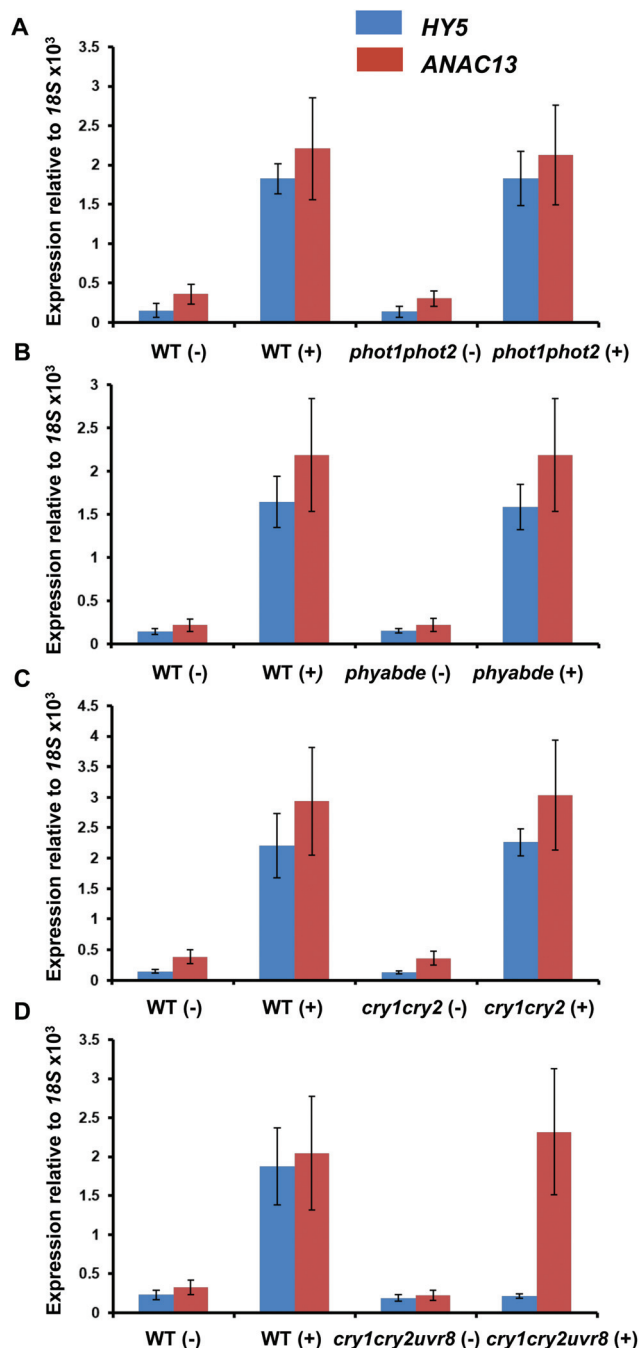 A
HY5
ANAC13
Expression relative to 18S x10³
3.5
3
2.5
2
1.5
1
0.5
0
WT (-) WT (+) phot1phot2 (-) phot1phot2 (+)
B
Expression relative to 18S x10³
3
2.5
2
1.5
1
0.5
0
WT (-) WT (+) phyabde (-) phyabde (+)
C
Expression relative to 18S x10³
4.5
4
3.5
3
2.5
2
1.5
1
0.5
0
WT (-) WT (+) cry1cry2 (-) cry1cry2 (+)
D
Expression relative to 18S x10³
3.5
3
2.5
2
1.5
1
0.5
0
WT (-) WT (+) cry1cry2uvr8 (-) cry1cry2uvr8 (+)